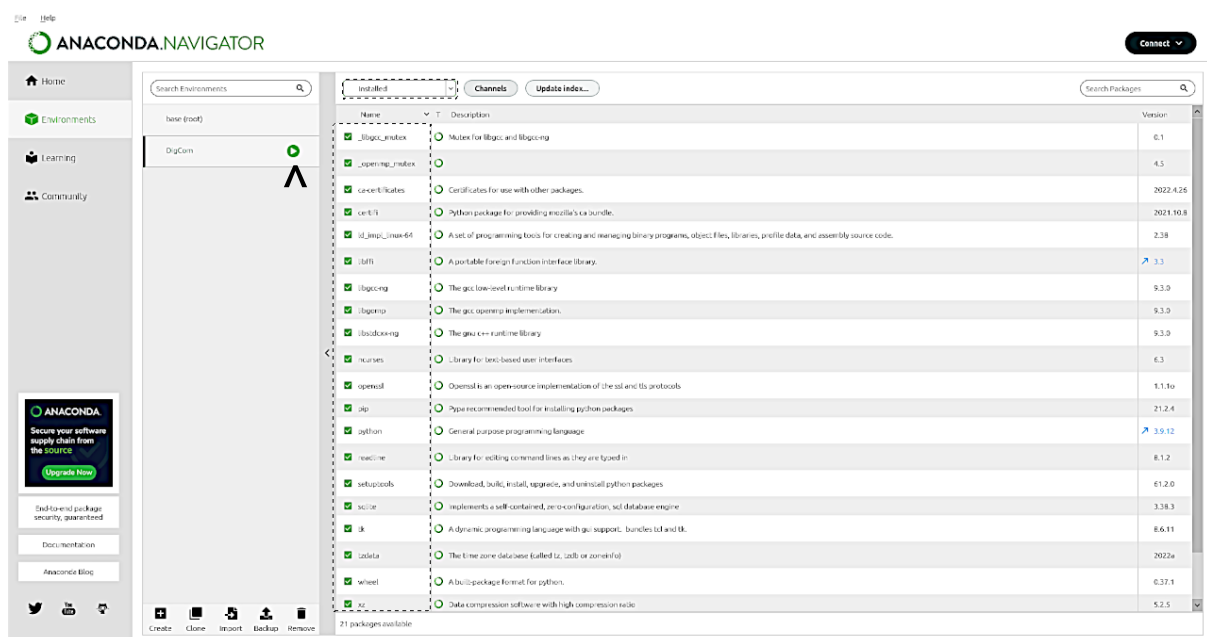 File Help
ANACONDA.NAVIGATOR
Connect
Home
Environments
Learning
Community
ANACONDA.
Secure your software
supply chain from
the source
Upgrade Now
End-to-end package
security, guaranteed
Documentation
Anaconda Blog
You
Tube
Search Environments
base (root)
DigCom
Create Clone Import Backup Remove
Installed Channels Update index... Search Packages
Name T Description Version
_libgcc_mutex Mutex for libgcc and libgcc-ng 0.1
_openmp_mutex 4.5
ca-certificates Certificates for use with other packages. 2022.4.26
certifi Python package for providing mozilla's ca bundle. 2021.10.8
ld_impl_linux-64 A set of programming tools for creating and managing binary programs, object files, libraries, profile data, and assembly source code. 2.38
libffi A portable foreign function interface library. 3.3
libgcc-ng The gcc low-level runtime library 9.3.0
libgomp The gcc openmp implementation. 9.3.0
libstdcxx-ng The gnu c++ runtime library 9.3.0
ncurses Library for text-based user interfaces 6.3
openssl Openssl is an open-source implementation of the ssl and tls protocols 1.1.1o
pip Pypa recommended tool for installing python packages 21.2.4
python General purpose programming language 3.9.12
readline Library for editing command lines as they are typed in 8.1.2
setuptools Download, build, install, upgrade, and uninstall python packages 61.2.0
sqlite Implements a self-contained, zero-configuration, sql database engine 3.38.3
tk A dynamic programming language with gui support. bundles tcl and tk. 8.6.11
tzdata The time zone database (called tz, tzdb or zoneinfo) 2022a
wheel A built-package format for python. 0.37.1
xz Data compression software with high compression ratio 5.2.5
21 packages available